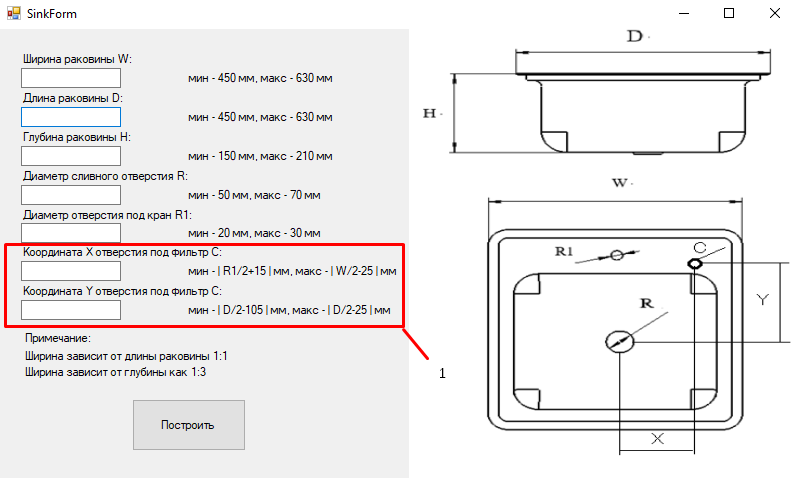 SinkForm
Ширина раковины W:
мин - 450 мм, макс - 630 мм
Длина раковины D:
мин - 450 мм, макс - 630 мм
Глубина раковины H:
мин - 150 мм, макс - 210 мм
Диаметр сливного отверстия R:
мин - 50 мм, макс - 70 мм
Диаметр отверстия под кран R1:
мин - 20 мм, макс - 30 мм
Координата X отверстия под фильтр C:
мин - | R1/2+15 | мм, макс - | W/2-25 | мм
Координата Y отверстия под фильтр C:
мин - | D/2-105 | мм, макс - | D/2-25 | мм
Примечание:
Ширина зависит от длины раковины 1:1
Ширина зависит от глубины как 1:3
Построить
1
D
H
W
R1
C
R
Y
X